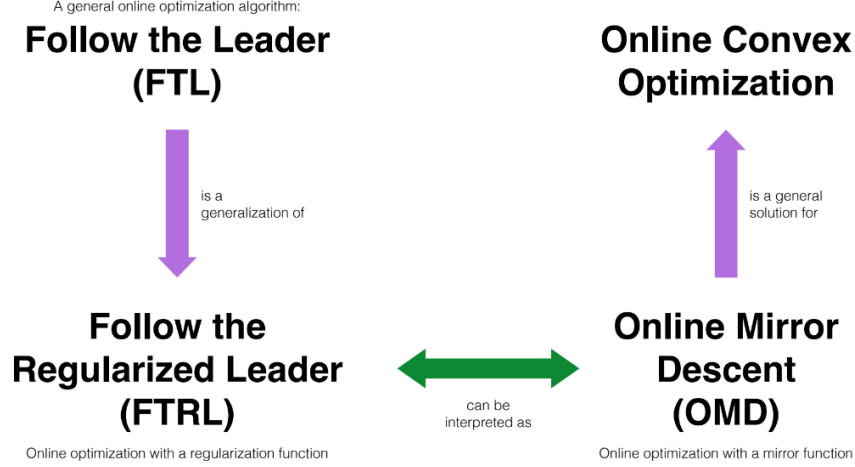 A general online optimization algorithm:
Follow the Leader
(FTL)
Online Convex
Optimization
is a
generalization of
is a general
solution for
Follow the
Regularized Leader
(FTRL)
Online optimization with a regularization function
can be
interpreted as
Online Mirror
Descent
(OMD)
Online optimization with a mirror function